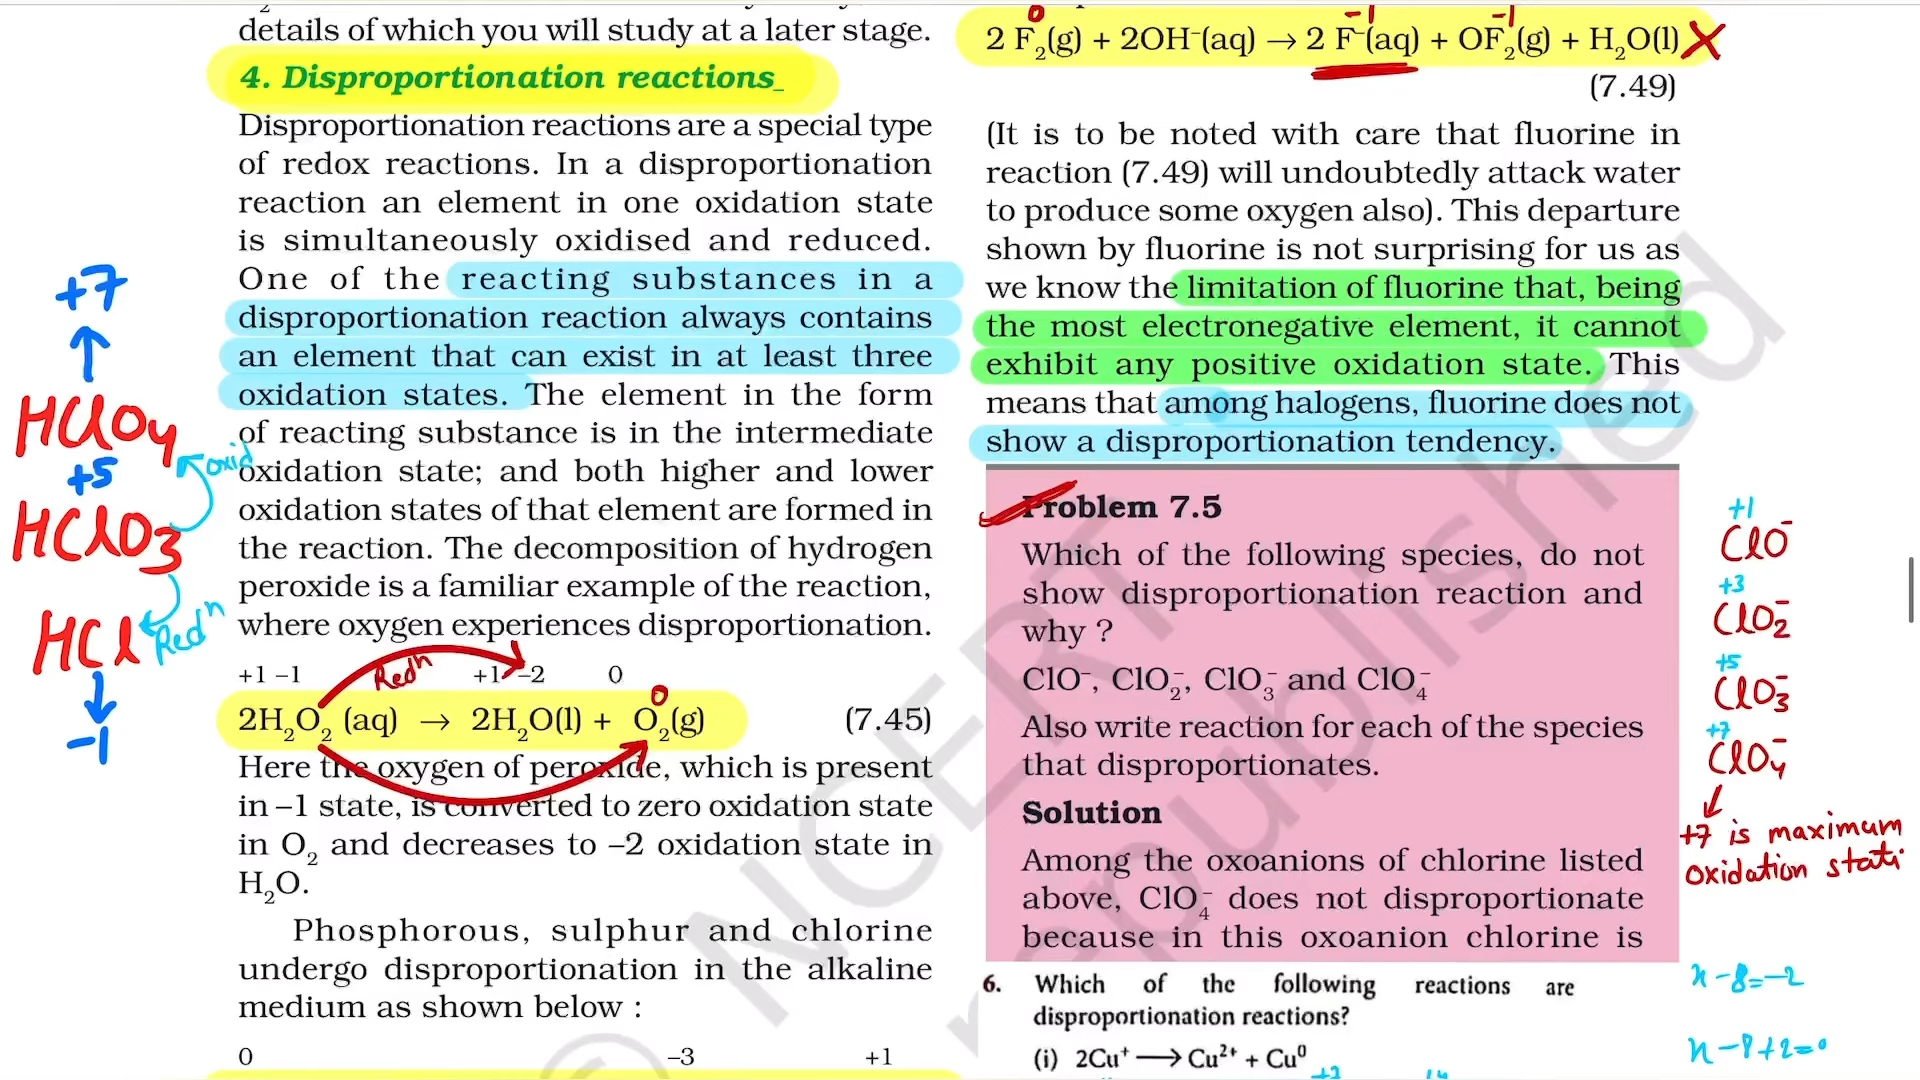 details of which you will study at a later stage.
4. Disproportionation reactions
Disproportionation reactions are a special type
of redox reactions. In a disproportionation
reaction an element in one oxidation state
is simultaneously oxidised and reduced.
One of the reacting substances in a
disproportionation reaction always contains
an element that can exist in at least three
oxidation states. The element in the form
of reacting substance is in the intermediate
oxidation state; and both higher and lower
oxidation states of that element are formed in
the reaction. The decomposition of hydrogen
peroxide is a familiar example of the reaction,
where oxygen experiences disproportionation.
+1 –1 +1 –2 0
Redⁿ
0
2H₂O₂ (aq) → 2H₂O(l) + O₂(g) (7.45)
Here the oxygen of peroxide, which is present
in –1 state, is converted to zero oxidation state
in O₂ and decreases to –2 oxidation state in
H₂O.
Phosphorous, sulphur and chlorine
undergo disproportionation in the alkaline
medium as shown below :
0 –3 +1
+7
HClO₄
oxid
+5
HClO₃
HCl
Redⁿ
-1
0 -1 -1
2 F₂(g) + 2OH⁻(aq) → 2 F⁻(aq) + OF₂(g) + H₂O(l)
(7.49)
(It is to be noted with care that fluorine in
reaction (7.49) will undoubtedly attack water
to produce some oxygen also). This departure
shown by fluorine is not surprising for us as
we know the limitation of fluorine that, being
the most electronegative element, it cannot
exhibit any positive oxidation state. This
means that among halogens, fluorine does not
show a disproportionation tendency.
Problem 7.5
Which of the following species, do not
show disproportionation reaction and
why ?
ClO⁻, ClO₂⁻, ClO₃⁻ and ClO₄⁻
Also write reaction for each of the species
that disproportionates.
Solution
Among the oxoanions of chlorine listed
above, ClO₄⁻ does not disproportionate
because in this oxoanion chlorine is
6. Which of the following reactions are
disproportionation reactions?
(i) 2Cu⁺ ⟶ Cu²⁺ + Cu⁰
+1
ClO⁻
+3
ClO₂⁻
+5
ClO₃⁻
+7
ClO₄⁻
+7 is maximum
oxidation state
x-8=-2
© NCERT
republished